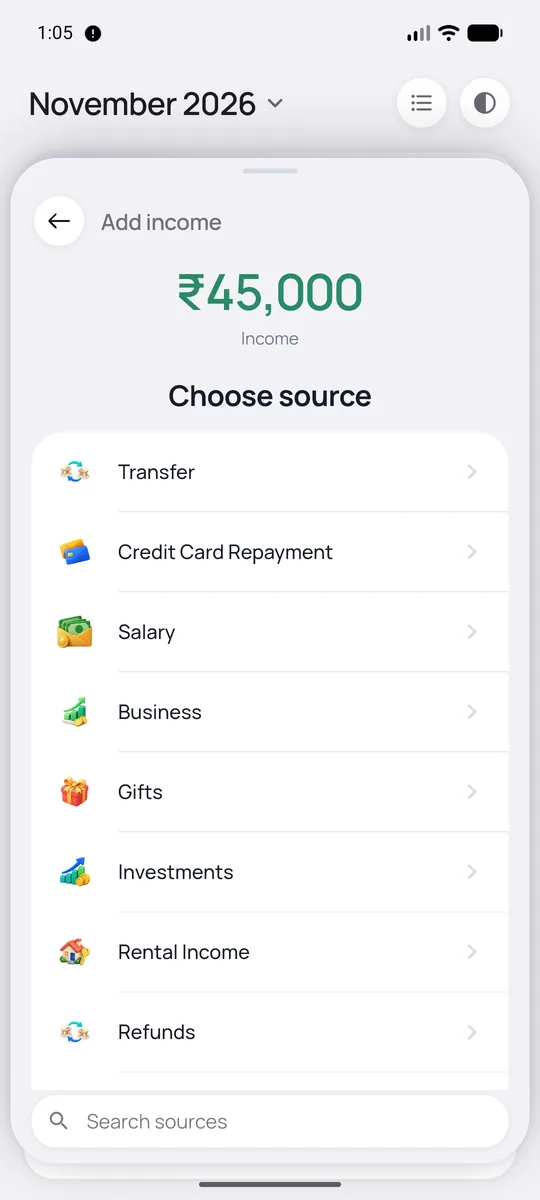 1:05
November 2026
Add income
₹45,000
Income
Choose source
Transfer
Credit Card Repayment
Salary
Business
Gifts
Investments
Rental Income
Refunds
Search sources